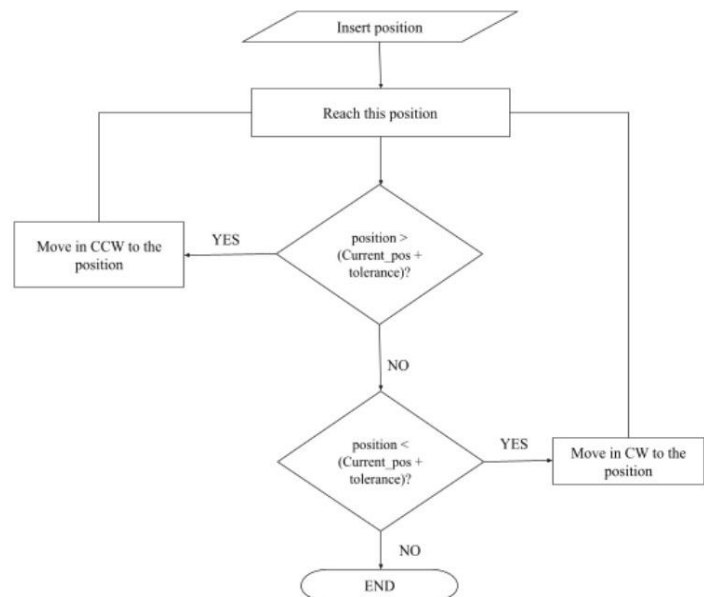 Insert position
Reach this position
position >
(Current_pos +
tolerance)?
YES
Move in CCW to the
position
NO
position <
(Current_pos +
tolerance)?
YES
Move in CW to the
position
NO
END